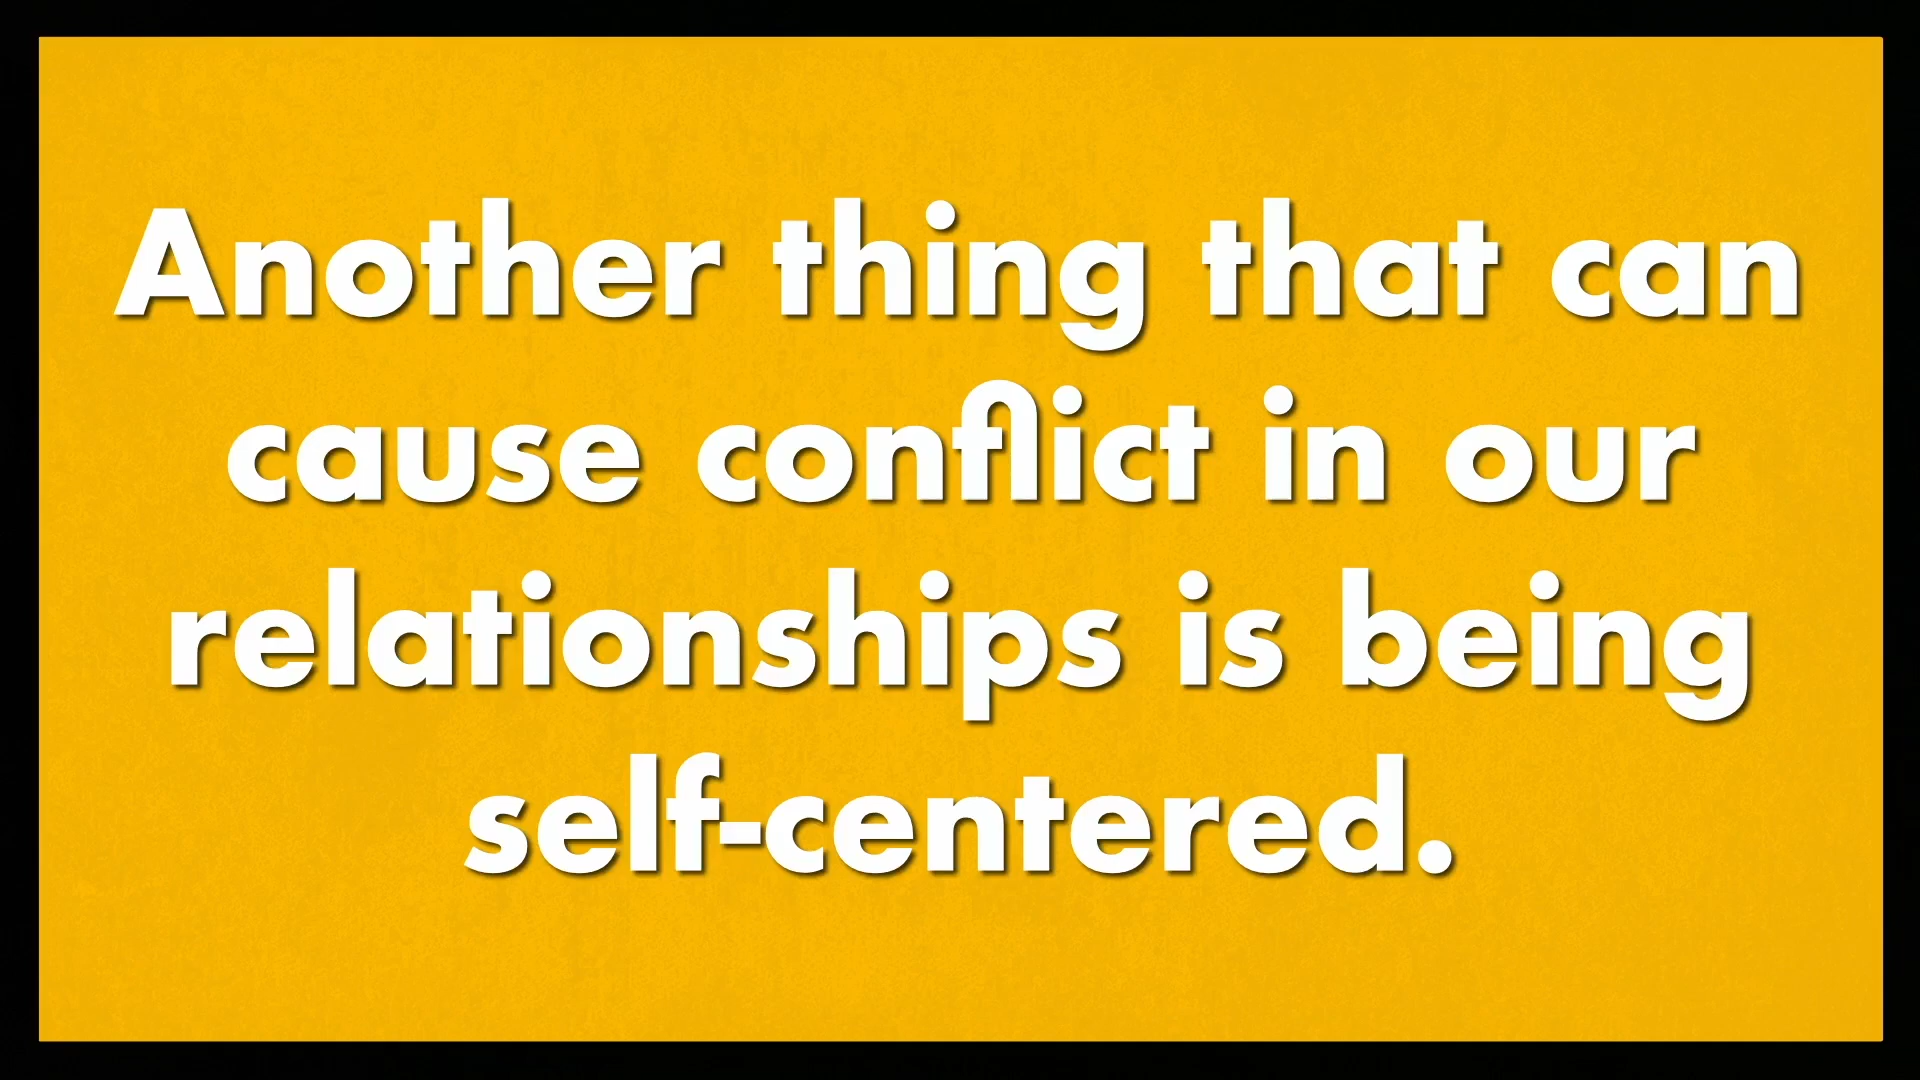 Another thing that can
cause conflict in our
relationships is being
self-centered.